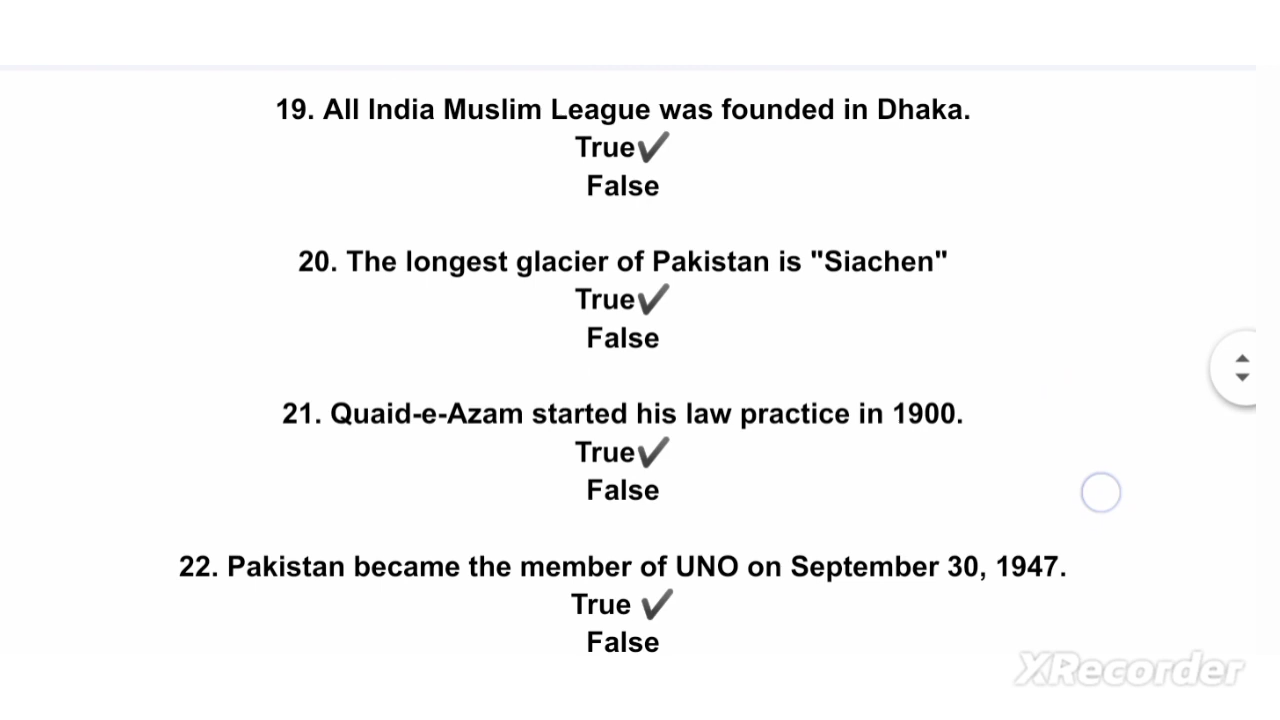 19. All India Muslim League was founded in Dhaka.
True✔
False
20. The longest glacier of Pakistan is "Siachen"
True✔
False
21. Quaid-e-Azam started his law practice in 1900.
True✔
False
22. Pakistan became the member of UNO on September 30, 1947.
True ✔
False
XRecorder